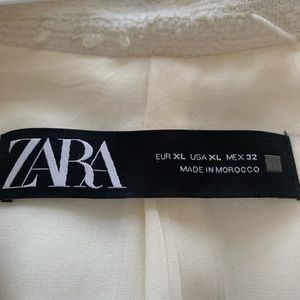 ZARA
EUR XL USA XL MEX 32
MADE IN MOROCCO